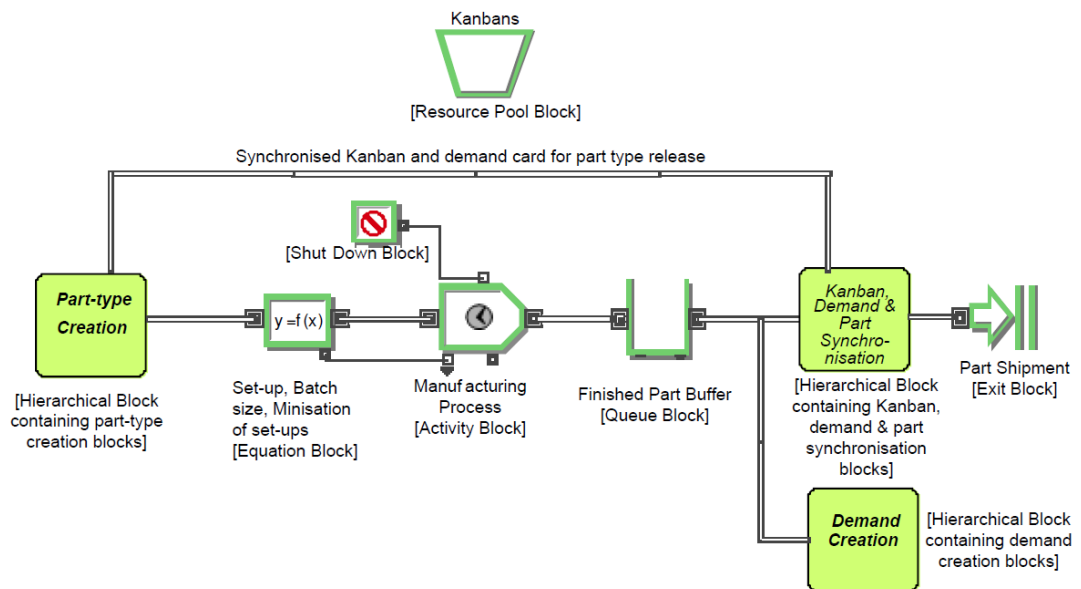 Kanbans
[Resource Pool Block]
Synchronised Kanban and demand card for part type release
[Shut Down Block]
Part-type
Creation
y =f (x)
Kanban,
Demand &
Part
Synchro-
nisation
[Hierarchical Block
containing part-type
creation blocks]
Set-up, Batch
size, Minisation
of set-ups
[Equation Block]
Manuf acturing
Process
[Activity Block]
Finished Part Buffer
[Queue Block]
[Hierarchical Block
containing Kanban,
demand & part
synchronisation
blocks]
Part Shipment
[Exit Block]
Demand
Creation
[Hierarchical Block
containing demand
creation blocks]